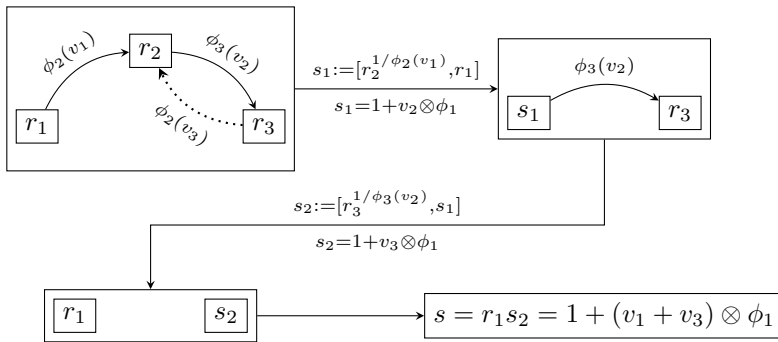 ϕ₂(v₁)
r₂
ϕ₃(v₂)
r₁
ϕ₂(v₃)
r₃
s₁:=[r₂^{1/ϕ₂(v₁)},r₁]
s₁=1+v₂⊗ϕ₁
ϕ₃(v₂)
s₁
r₃
s₂:=[r₃^{1/ϕ₃(v₂)},s₁]
s₂=1+v₃⊗ϕ₁
r₁
s₂
s = r₁s₂ = 1 + (v₁ + v₃) ⊗ ϕ₁